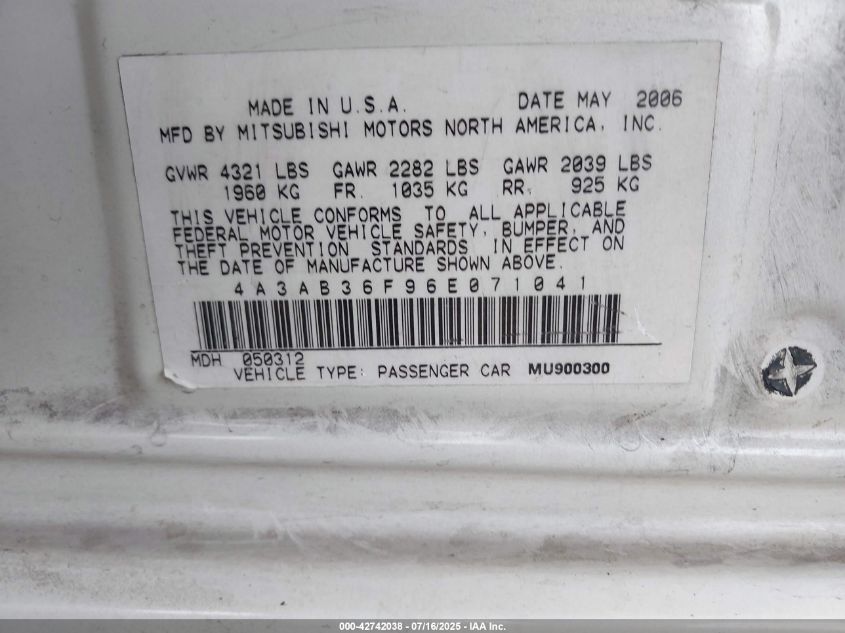 MADE IN U.S.A. DATE MAY 2006
MFD BY MITSUBISHI MOTORS NORTH AMERICA, INC.
GVWR 4321 LBS GAWR 2282 LBS GAWR 2039 LBS
1960 KG FR. 1035 KG RR. 925 KG
THIS VEHICLE CONFORMS TO ALL APPLICABLE
FEDERAL MOTOR VEHICLE SAFETY, BUMPER, AND
THEFT PREVENTION STANDARDS IN EFFECT ON
THE DATE OF MANUFACTURE SHOWN ABOVE.
4A3AB36F96E071041
MDH 050312
VEHICLE TYPE: PASSENGER CAR MU900300
000-42742038 - 07/16/2025 - IAA Inc.